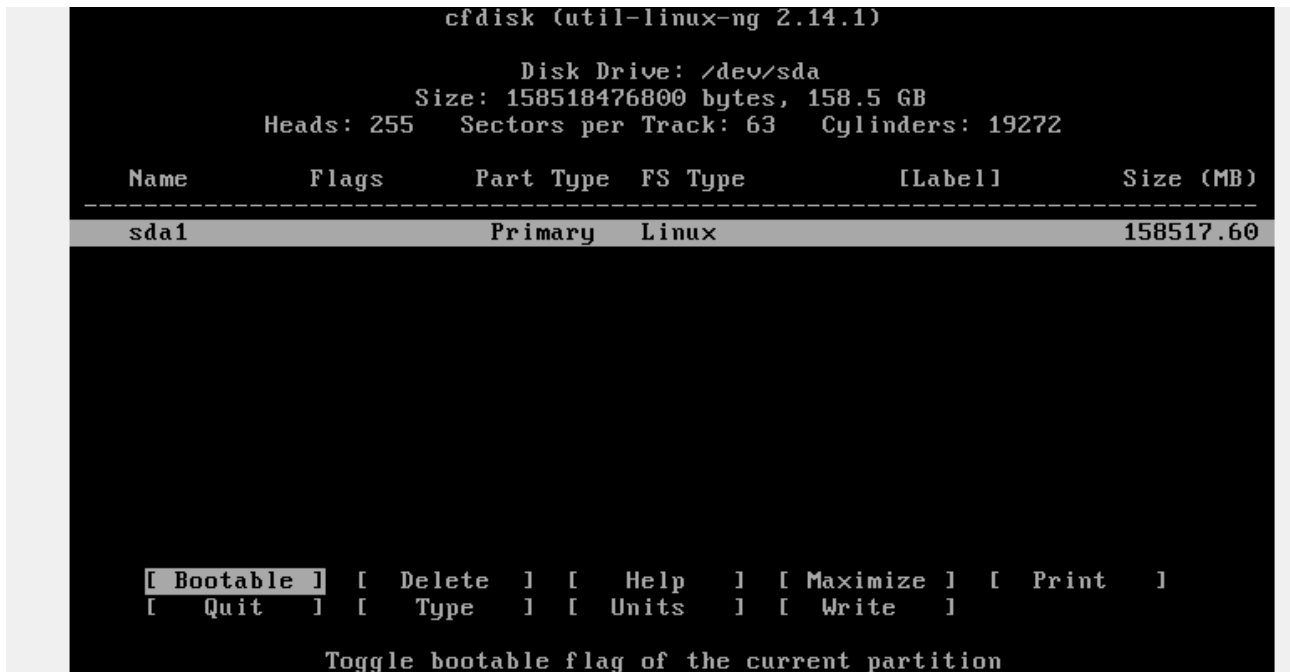 cfdisk (util-linux-ng 2.14.1)
Disk Drive: /dev/sda
Size: 158518476800 bytes, 158.5 GB
Heads: 255   Sectors per Track: 63   Cylinders: 19272
Name   Flags   Part Type   FS Type   [Label]   Size (MB)
sda1   Primary   Linux   158517.60
[ Bootable ]   [ Delete ]   [ Help ]   [ Maximize ]   [ Print ]
[ Quit ]   [ Type ]   [ Units ]   [ Write ]
Toggle bootable flag of the current partition